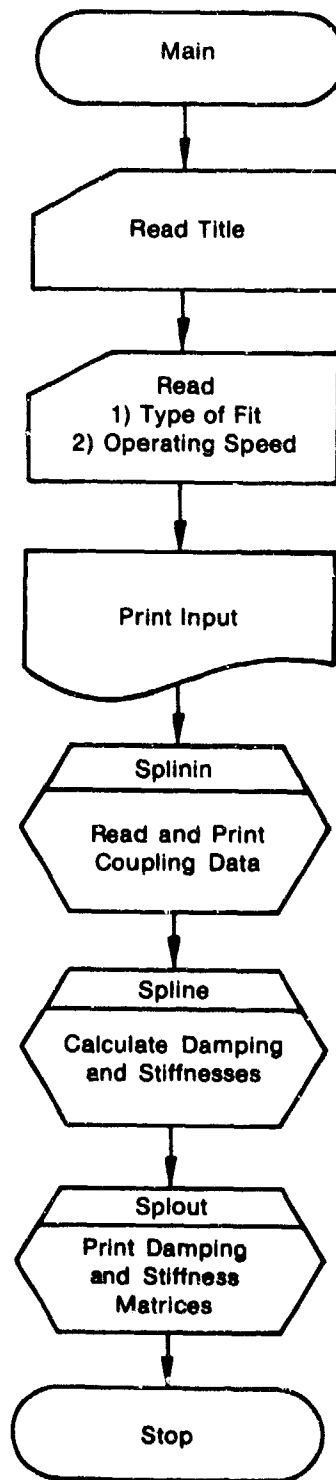 Main
Read Title
Read
1) Type of Fit
2) Operating Speed
Print Input
Splinin
Read and Print
Coupling Data
Spline
Calculate Damping
and Stiffnesses
Splout
Print Damping
and Stiffness
Matrices
Stop